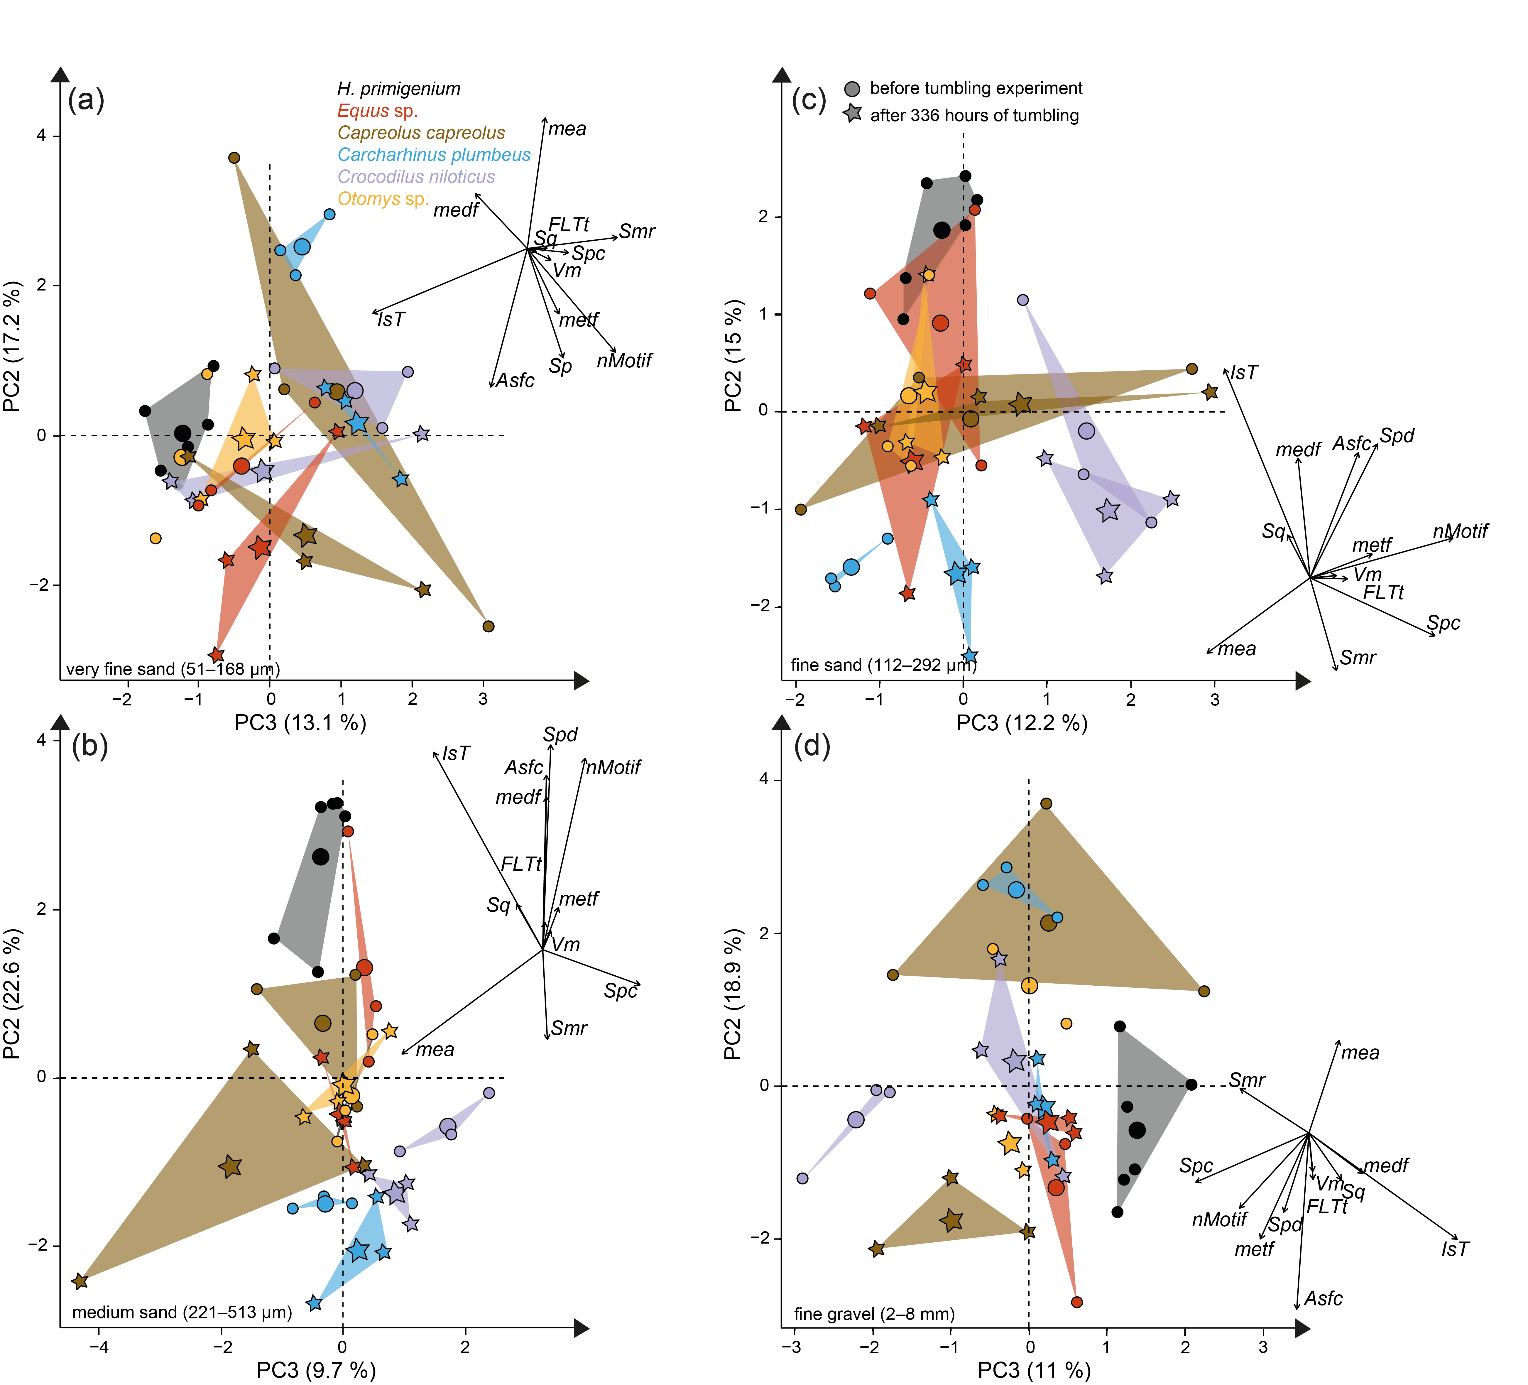 (a)
H. primigenium
Equus sp.
Capreolus capreolus
Carcharhinus plumbeus
Crocodilus niloticus
Otomys sp.
mea
medf
FLTt
Sq
Smr
Spc
Vm
IsT
metf
nMotif
Sp
Asfc
4
2
0
−2
PC2 (17.2 %)
very fine sand (51–168 µm)
−2 −1 0 1 2 3
PC3 (13.1 %)
(c)
before tumbling experiment
after 336 hours of tumbling
2
1
0
−1
−2
PC2 (15 %)
IsT
medf
Asfc
Spd
Sq
metf
nMotif
Vm
FLTt
Spc
mea
Smr
fine sand (112–292 µm)
−2 −1 0 1 2 3
PC3 (12.2 %)
(b)
4
2
0
−2
PC2 (22.6 %)
IsT
Spd
Asfc
nMotif
medf
FLTt
Sq
metf
Vm
Spc
Smr
mea
medium sand (221–513 µm)
−4 −2 0 2
PC3 (9.7 %)
(d)
4
2
0
−2
PC2 (18.9 %)
mea
Smr
Spc
medf
Vm
Sq
nMotif
Spd
FLTt
metf
IsT
Asfc
fine gravel (2–8 mm)
−3 −2 −1 0 1 2 3
PC3 (11 %)